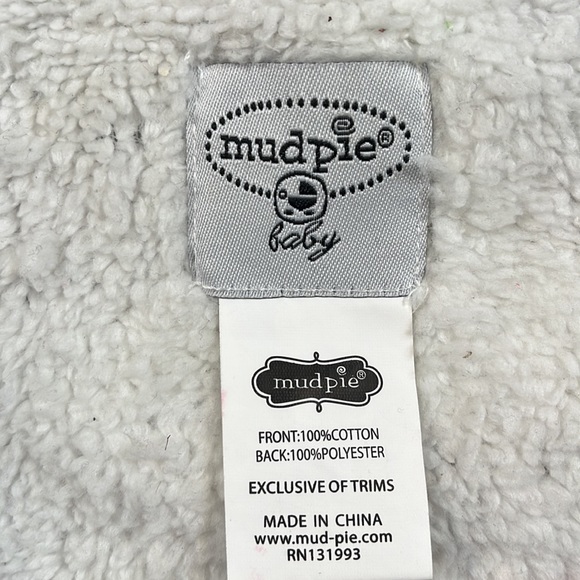 mudpie®
baby
mudpie®
FRONT:100%COTTON
BACK:100%POLYESTER
EXCLUSIVE OF TRIMS
MADE IN CHINA
www.mud-pie.com
RN131993